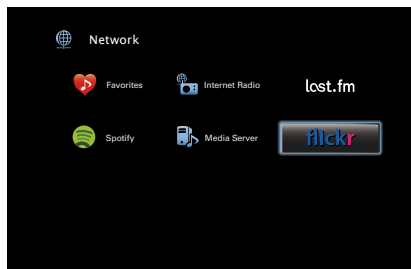 Network
Favorites
Internet Radio
last.fm
Spotify
Media Server
flickr